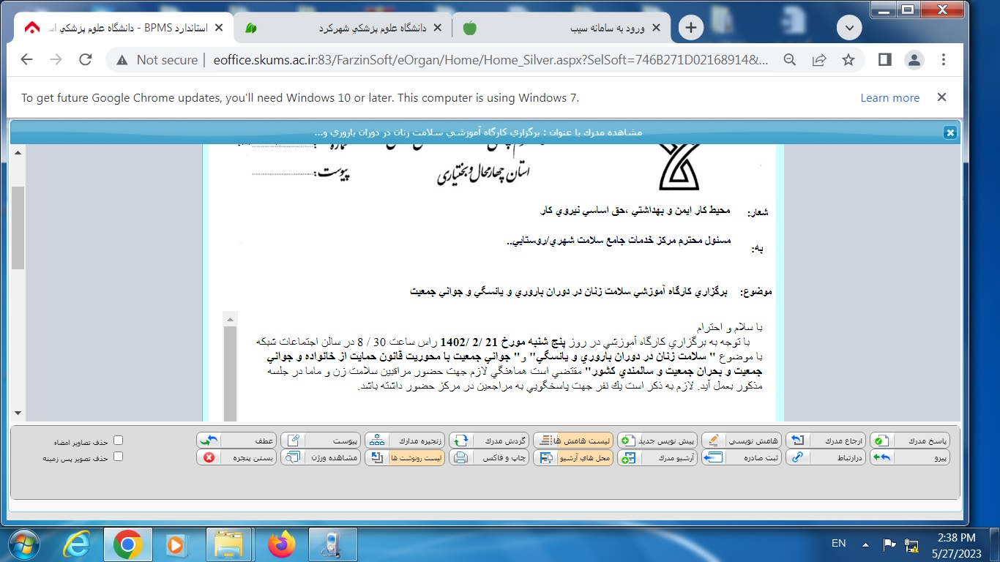 استاندارد BPMS - دانشگاه علوم پزشكي
دانشگاه علوم پزشكي شهركرد
ورود به سامانه سیب
Not secure
eoffice.skums.ac.ir:83/FarzinSoft/eOrgan/Home/Home_Silver.aspx?SelSoft=746B271D02168914&...
To get future Google Chrome updates, you'll need Windows 10 or later. This computer is using Windows 7.
Learn more
مشاهده مدرك با عنوان : برگزاري كارگاه آموزشي سلامت زنان در دوران باروري و...
استان چهارمحال و بختیاری
پیوست:
شعار: محيط كار ايمن و بهداشتي ،حق اساسي نيروي كار
به: مسئول محترم مركز خدمات جامع سلامت شهري/روستايي..
موضوع: برگزاري كارگاه آموزشي سلامت زنان در دوران باروري و يانسگي و جواني جمعيت
با سلام و احترام
با توجه به برگزاري كارگاه آموزشي در روز پنج شنبه مورخ 21 /2 /1402 راس ساعت 30 / 8 در سالن اجتماعات شبكه
با موضوع " سلامت زنان در دوران باروري و يانسگي" و" جواني جمعيت با محوريت قانون حمايت از خانواده و جواني
جمعيت و بحران جمعيت و سالمندي كشور" مقتضي است هماهنگي لازم جهت حضور مراقبين سلامت زن و ماما در جلسه
مذكور بعمل آيد. لازم به ذكر است يك نفر جهت پاسخگويي به مراجعين در مركز حضور داشته باشد.
پاسخ مدرك
ارجاع مدرك
هامش نويسي
پيش نويس جديد
ليست هامش ها
گردش مدرك
زنجيره مدارك
پيوست
عطف
حذف تصاوير امضاء
پيرو
درارتباط
ثبت صادره
آرشيو مدرك
محل هاي آرشيو
چاپ و فاكس
ليست رونوشت ها
مشاهده ورژن
بستن پنجره
حذف تصوير پس زمينه
EN
2:38 PM
5/27/2023